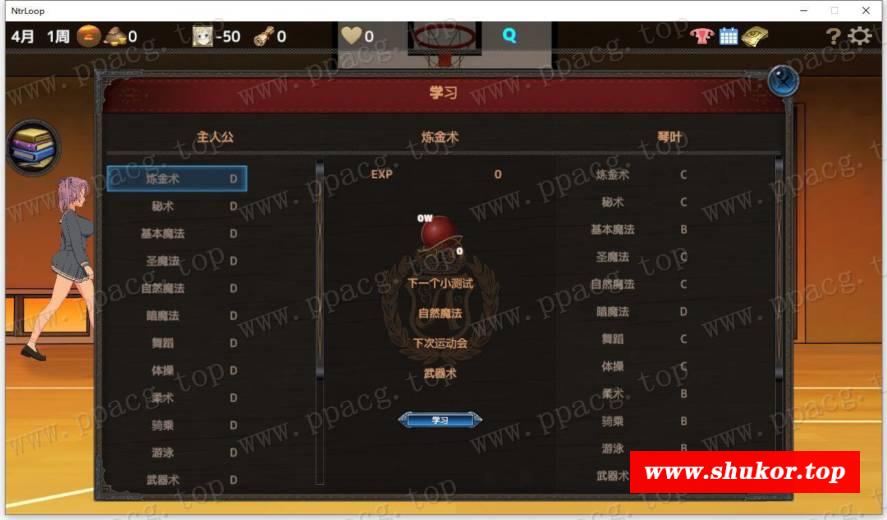 NtrLoop
4月 1周 0 -50 0 0 Q ?
学习
主人公 炼金术 琴叶
炼金术 D EXP 0 炼金术 C
秘术 D 秘术 C
基本魔法 D 0W 基本魔法 B
圣魔法 D 0 圣魔法 C
自然魔法 D 下一个小测试 自然魔法 C
暗魔法 D 自然魔法 暗魔法 D
舞蹈 D 下次运动会 舞蹈 C
体操 D 武器术 体操 C
柔术 D 柔术 B
骑乘 D 学习 骑乘 B
游泳 D 游泳 B
武器术 D 武器术
www.shukor.top
www.ppacg.top